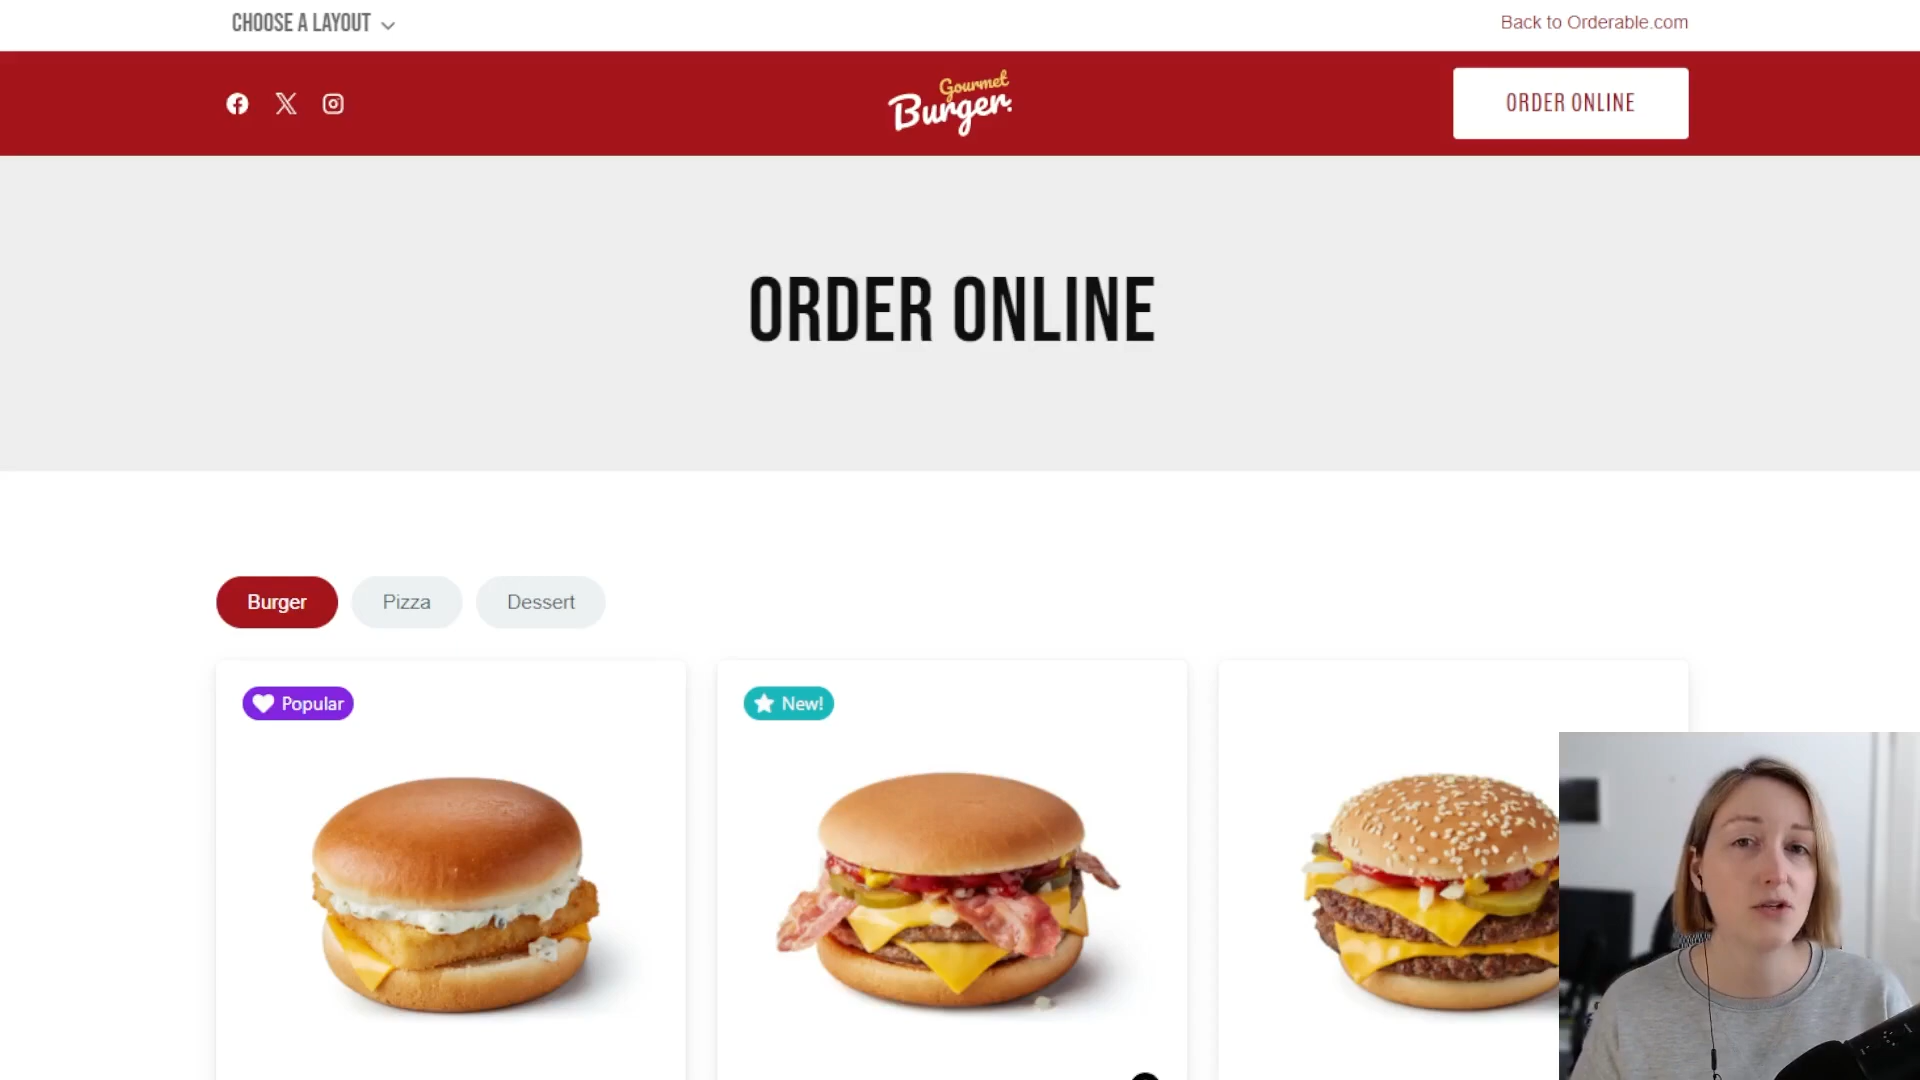 CHOOSE A LAYOUT
Back to Orderable.com
Gourmet
Burger.
ORDER ONLINE
ORDER ONLINE
Burger
Pizza
Dessert
Popular
New!